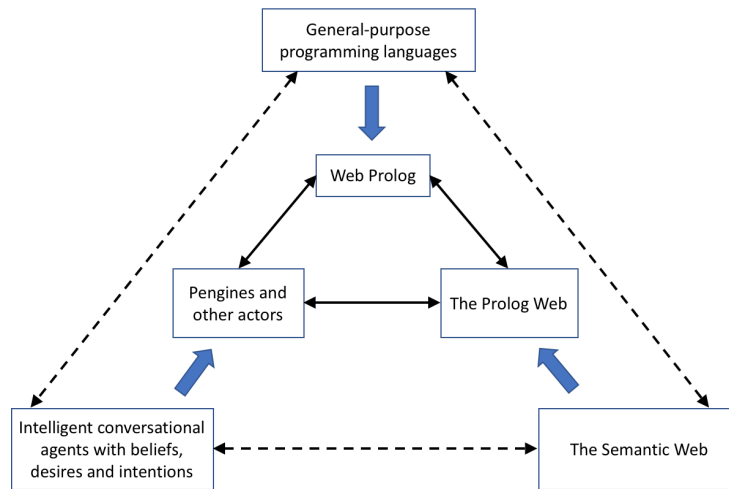 General-purpose
programming languages
Web Prolog
Pengines and
other actors
The Prolog Web
Intelligent conversational
agents with beliefs,
desires and intentions
The Semantic Web